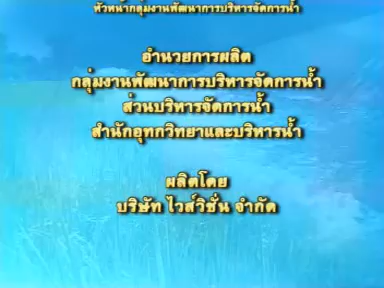 หัวหน้ากลุ่มงานพัฒนาการบริหารจัดการน้ำ
อำนวยการผลิต
กลุ่มงานพัฒนาการบริหารจัดการน้ำ
ส่วนบริหารจัดการน้ำ
สำนักอุทกวิทยาและบริหารน้ำ
ผลิตโดย
บริษัท ไวส์วิชั่น จำกัด